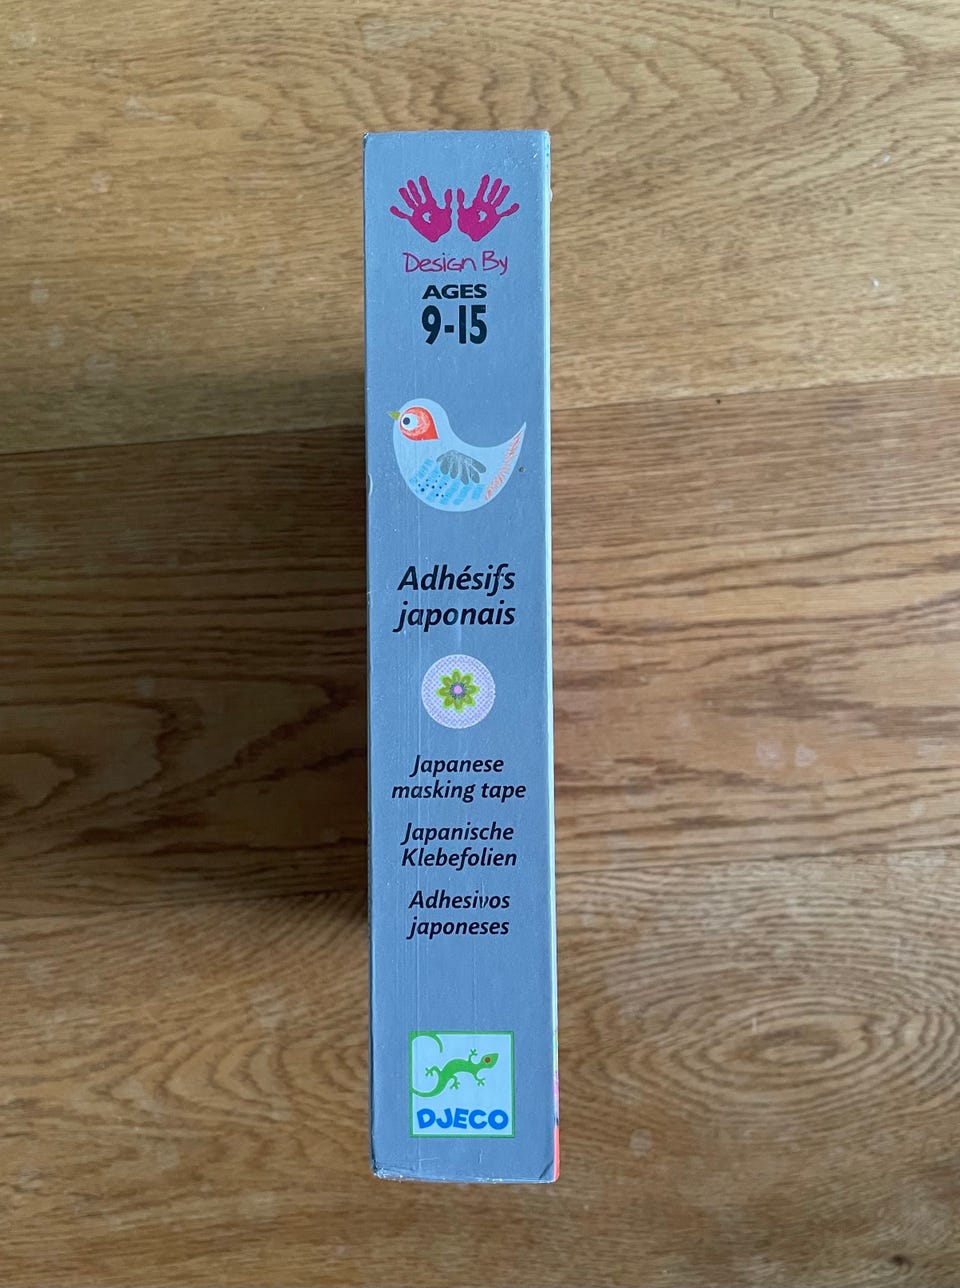 Design By
AGES
9-15
Adhésifs
japonais
Japanese
masking tape
Japanische
Klebefolien
Adhesivos
japoneses
DJECO